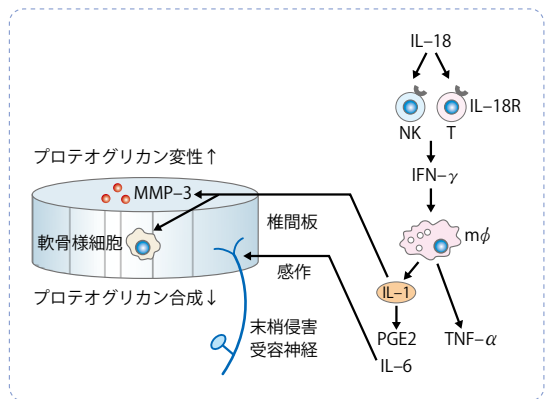 IL–18
IL–18R
NK
T
IFN–γ
mφ
IL–1
PGE2
TNF–α
IL–6
プロテオグリカン変性↑
MMP–3
軟骨様細胞
椎間板
感作
プロテオグリカン合成↓
末梢侵害
受容神経